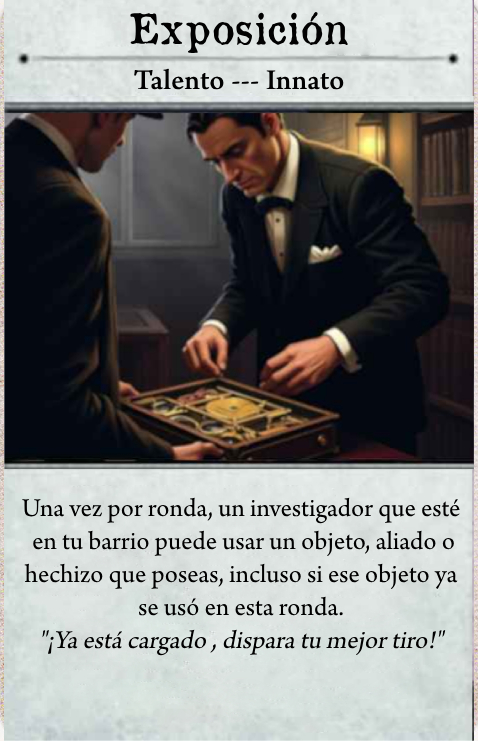 Exposición
Talento --- Innato
Una vez por ronda, un investigador que esté
en tu barrio puede usar un objeto, aliado o
hechizo que poseas, incluso si ese objeto ya
se usó en esta ronda.
"¡Ya está cargado , dispara tu mejor tiro!"